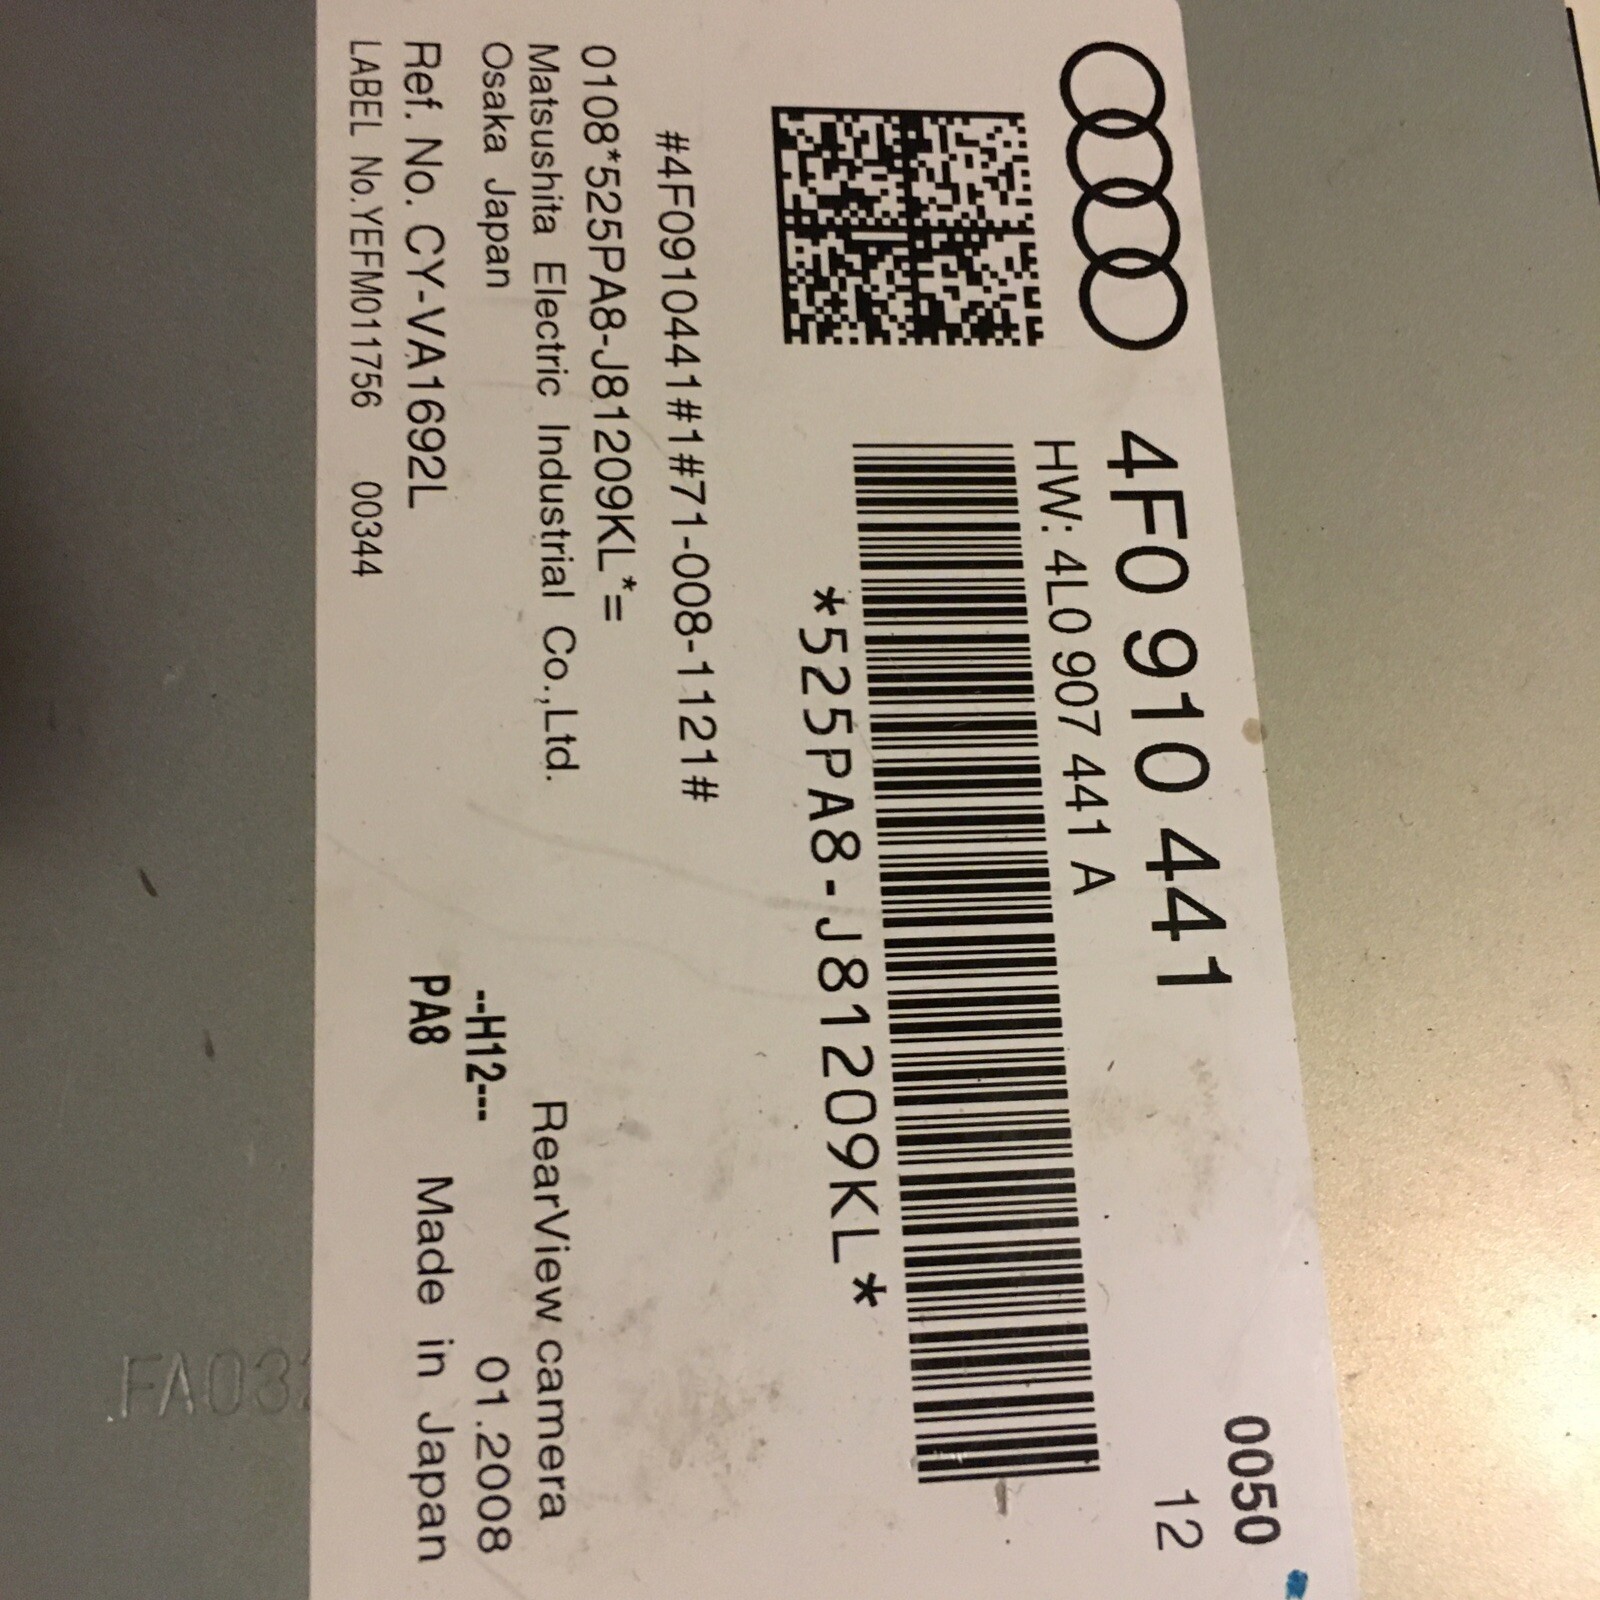 4F0 910 441
0050
12
HW: 4L0 907 441 A
*525PA8-J81209KL*
#4F0910441#1#71-008-1121#
0108*525PA8-J81209KL*=
Matsushita Electric Industrial Co.,Ltd.
RearView camera
Osaka Japan
--H12---
01.2008
Ref. No. CY-VA1692L
PA8
Made in Japan
LABEL No.YEFM011756 00344